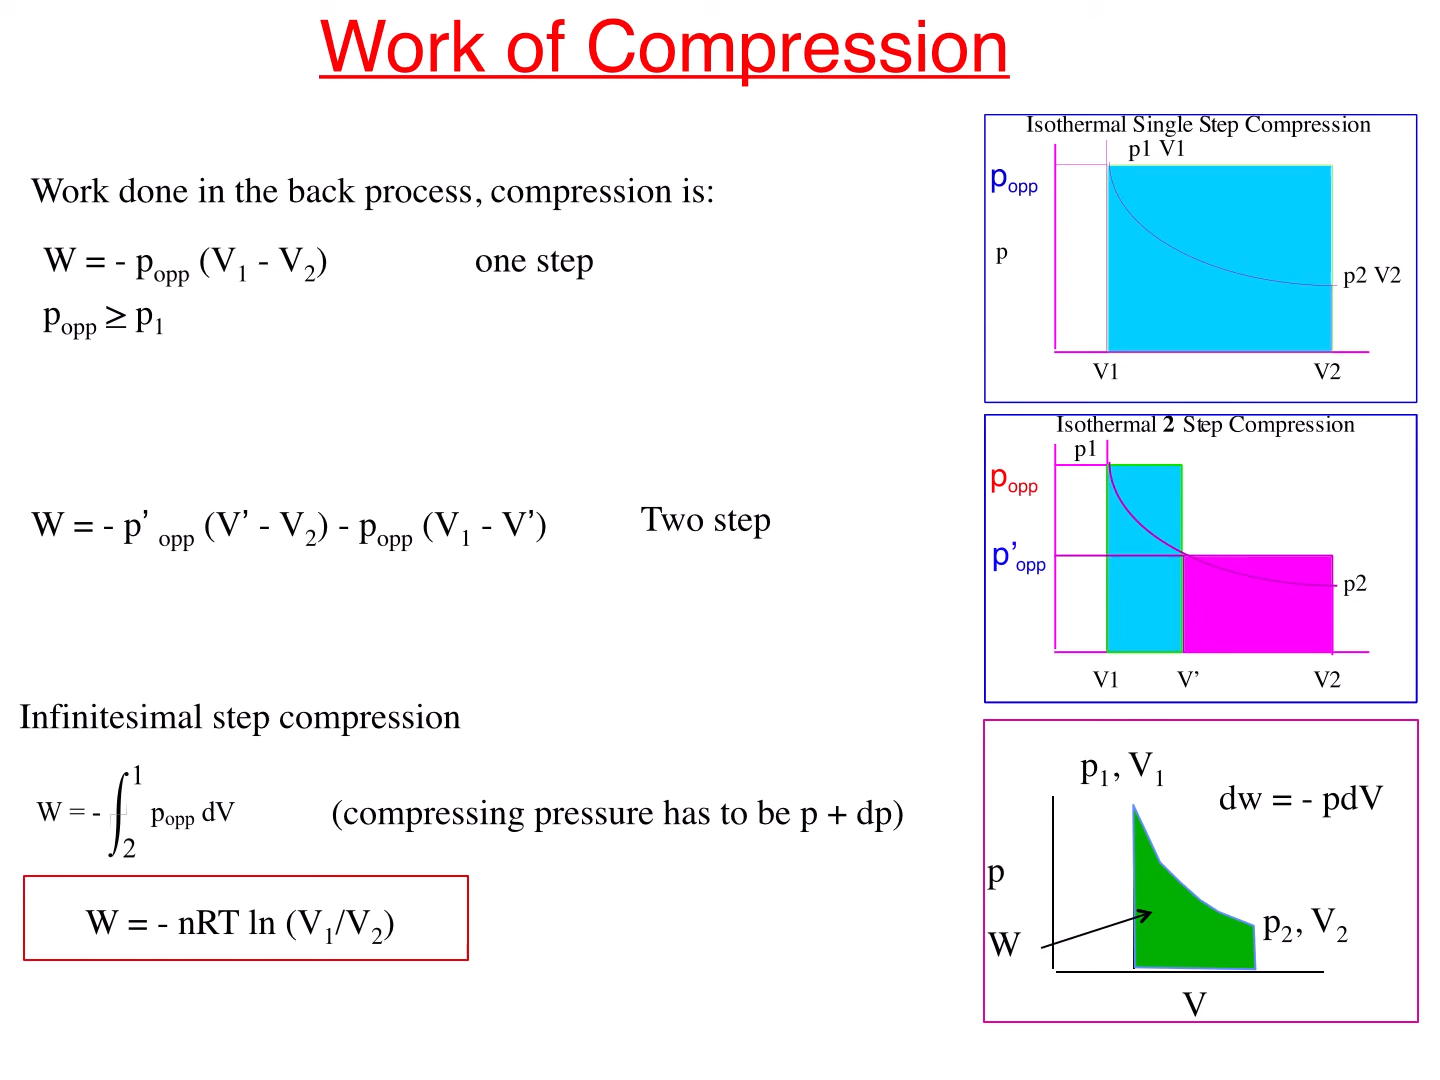 Work of Compression
Work done in the back process, compression is:
W = - popp (V1 - V2) one step
popp ≥ p1
W = - p’ opp (V’ - V2) - popp (V1 - V’) Two step
Infinitesimal step compression
W = - ∫ 1 2 popp dV (compressing pressure has to be p + dp)
W = - nRT ln (V1/V2)
Isothermal Single Step Compression
p1 V1
popp
p
p2 V2
V1 V2
Isothermal 2 Step Compression
p1
popp
p’opp
p2
V1 V’ V2
p1, V1
dw = - pdV
p
p2, V2
W
V